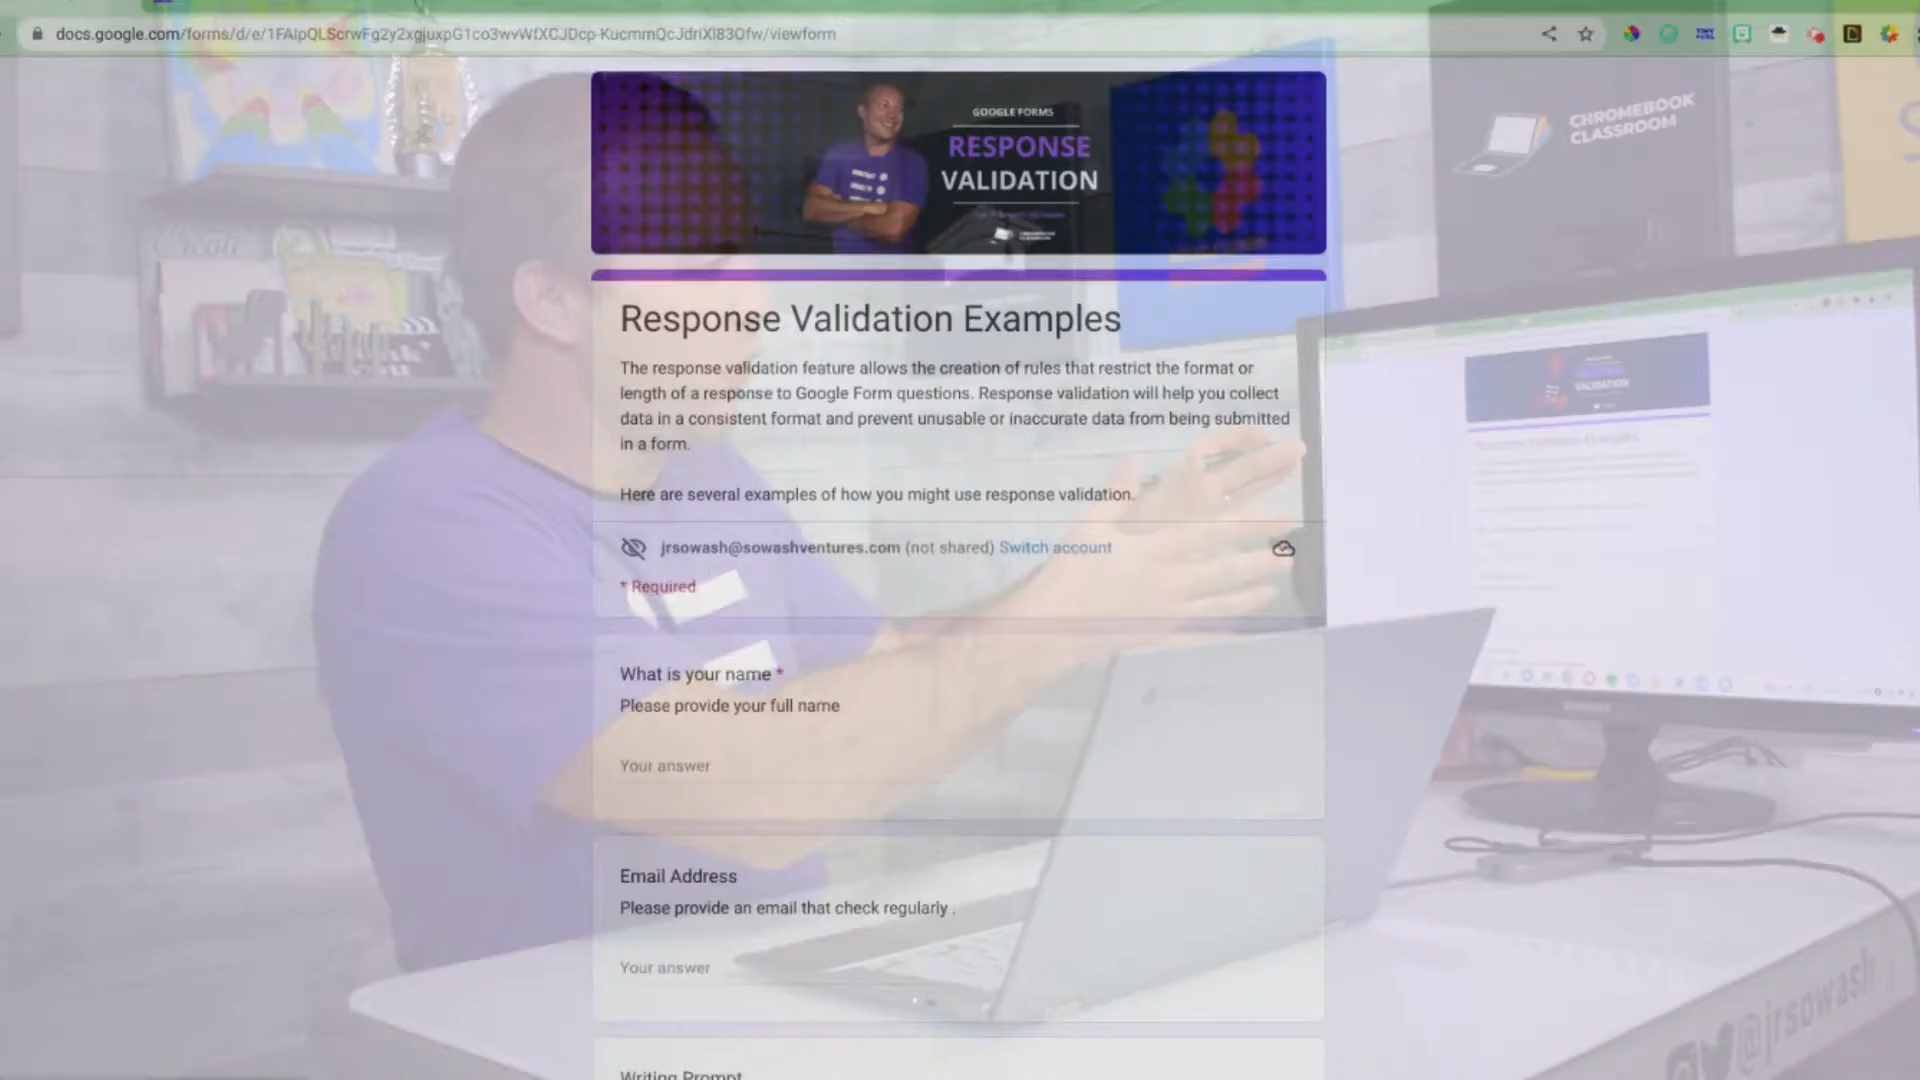 docs.google.com/forms/d/e/1FAIpQLScrwFg2y2xgjuxpG1co3wvWfXCJDcp-KucmmQcJdriXl83Ofw/viewform
CHROMEBOOK
CLASSROOM
GOOGLE FORMS
RESPONSE
VALIDATION
Response Validation Examples
The response validation feature allows the creation of rules that restrict the format or
length of a response to Google Form questions. Response validation will help you collect
data in a consistent format and prevent unusable or inaccurate data from being submitted
in a form.
Here are several examples of how you might use response validation.
jrsowash@sowashventures.com (not shared) Switch account
* Required
What is your name *
Please provide your full name
Your answer
Email Address
Please provide an email that check regularly .
Your answer
Writing Prompt
VALIDATION
@jrsowash